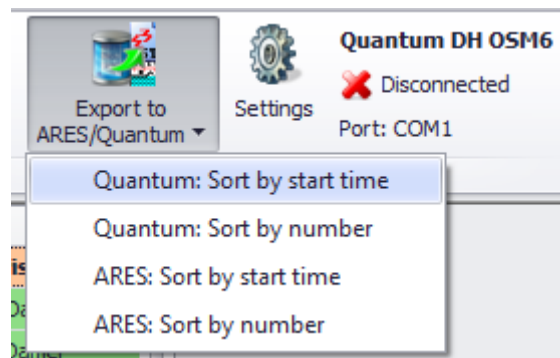 Quantum DH OSM6
Disconnected
Port: COM1
Export to
ARES/Quantum
Settings
Quantum: Sort by start time
Quantum: Sort by number
ARES: Sort by start time
ARES: Sort by number